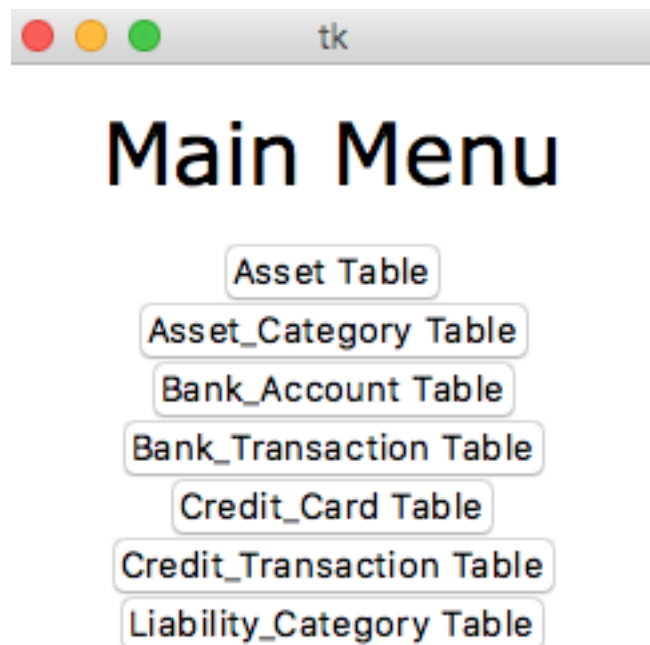 tk
Main Menu
Asset Table
Asset_Category Table
Bank_Account Table
Bank_Transaction Table
Credit_Card Table
Credit_Transaction Table
Liability_Category Table